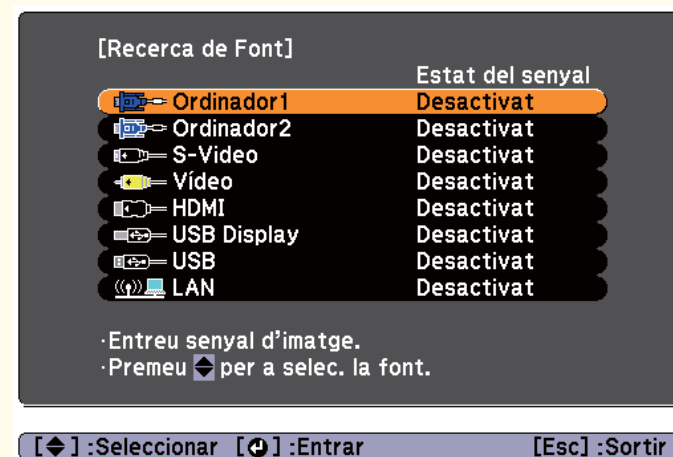 [Recerca de Font]
Estat del senyal
Ordinador1 Desactivat
Ordinador2 Desactivat
S-Video Desactivat
Vídeo Desactivat
HDMI Desactivat
USB Display Desactivat
USB Desactivat
LAN Desactivat
·Entreu senyal d'imatge.
·Premeu per a selec. la font.
[ ] :Seleccionar [ ] :Entrar [Esc] :Sortir